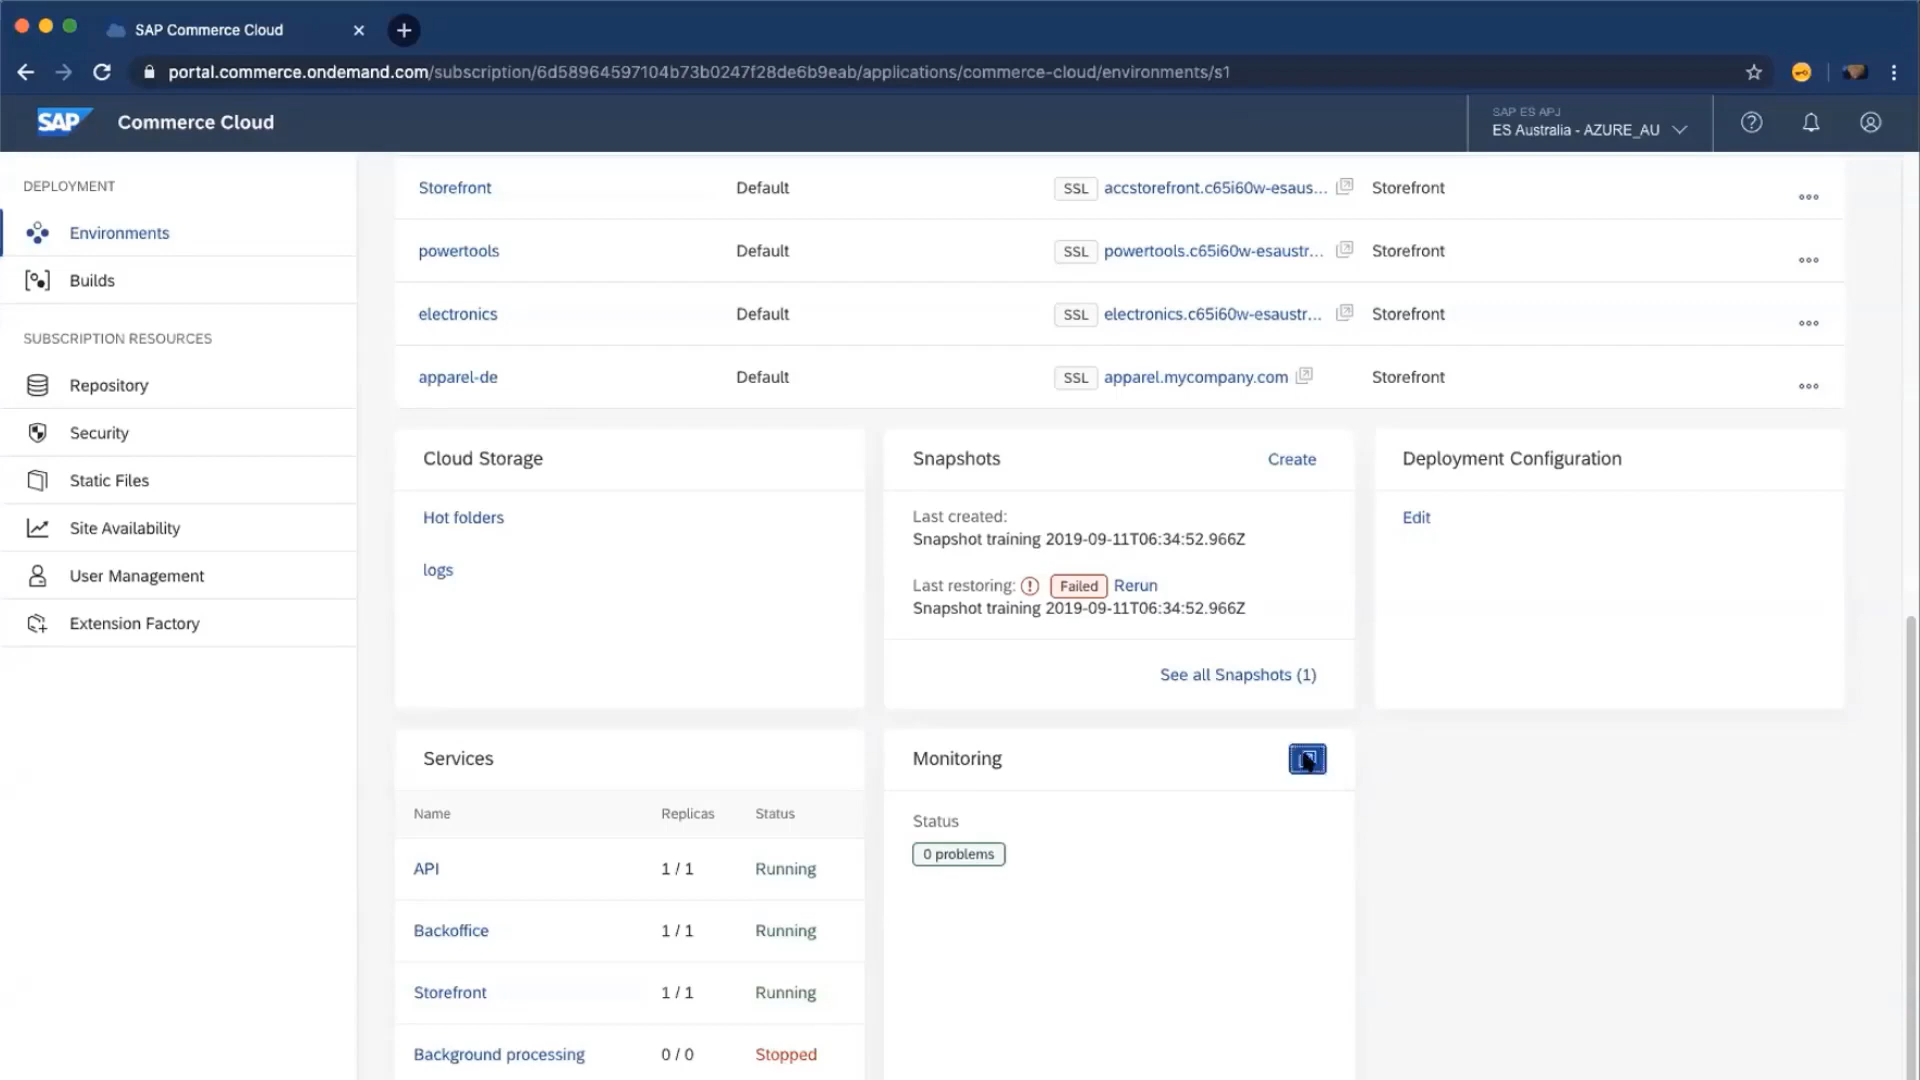 SAP Commerce Cloud
portal.commerce.ondemand.com/subscription/6d58964597104b73b0247f28de6b9eab/applications/commerce-cloud/environments/s1
SAP Commerce Cloud
SAP ES APJ
ES Australia - AZURE_AU
DEPLOYMENT
Environments
Builds
SUBSCRIPTION RESOURCES
Repository
Security
Static Files
Site Availability
User Management
Extension Factory
Storefront Default SSL accstorefront.c65i60w-esaus... Storefront
powertools Default SSL powertools.c65i60w-esaustr... Storefront
electronics Default SSL electronics.c65i60w-esaustr... Storefront
apparel-de Default SSL apparel.mycompany.com Storefront
Cloud Storage
Hot folders
logs
Snapshots Create
Last created:
Snapshot training 2019-09-11T06:34:52.966Z
Last restoring: Failed Rerun
Snapshot training 2019-09-11T06:34:52.966Z
See all Snapshots (1)
Deployment Configuration
Edit
Services
Name Replicas Status
API 1 / 1 Running
Backoffice 1 / 1 Running
Storefront 1 / 1 Running
Background processing 0 / 0 Stopped
Monitoring
Status
0 problems